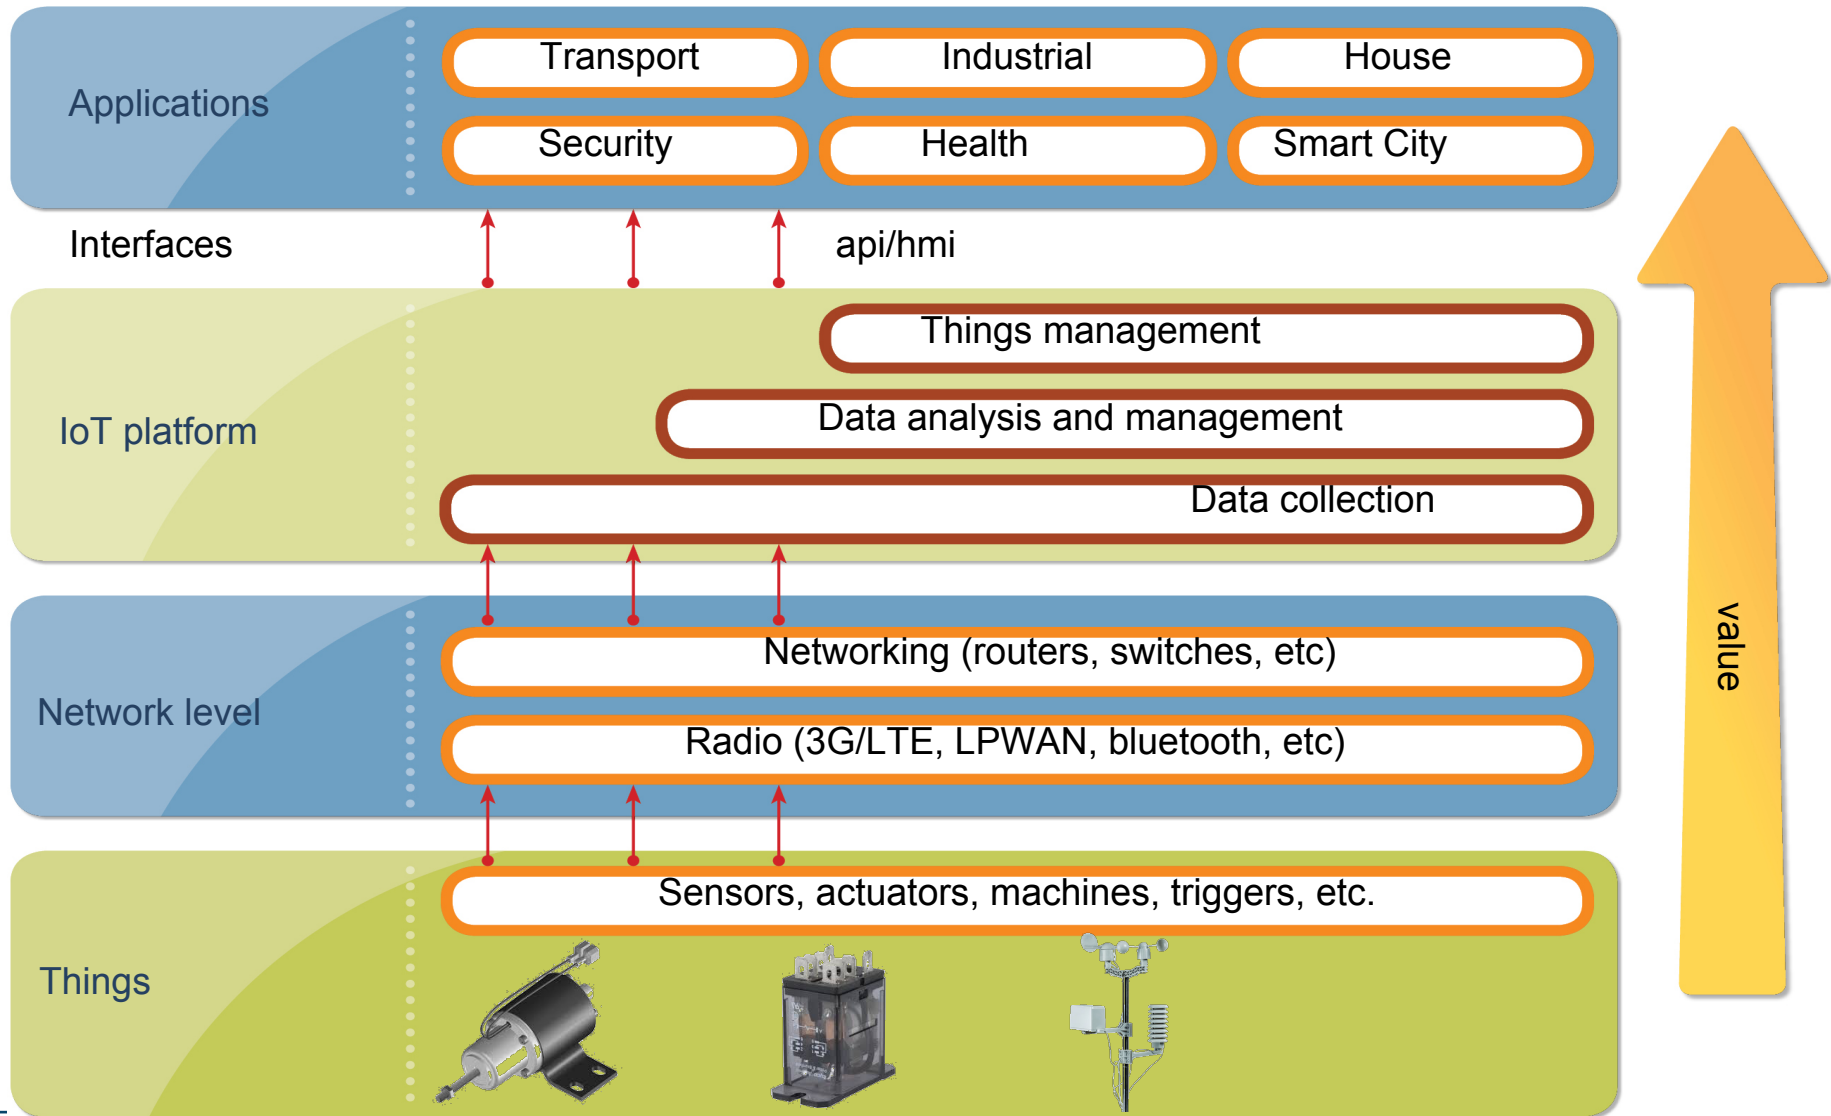 Applications
Transport
Industrial
House
Security
Health
Smart City
Interfaces
api/hmi
IoT platform
Things management
Data analysis and management
Data collection
Network level
Networking (routers, switches, etc)
Radio (3G/LTE, LPWAN, bluetooth, etc)
Things
Sensors, actuators, machines, triggers, etc.
value